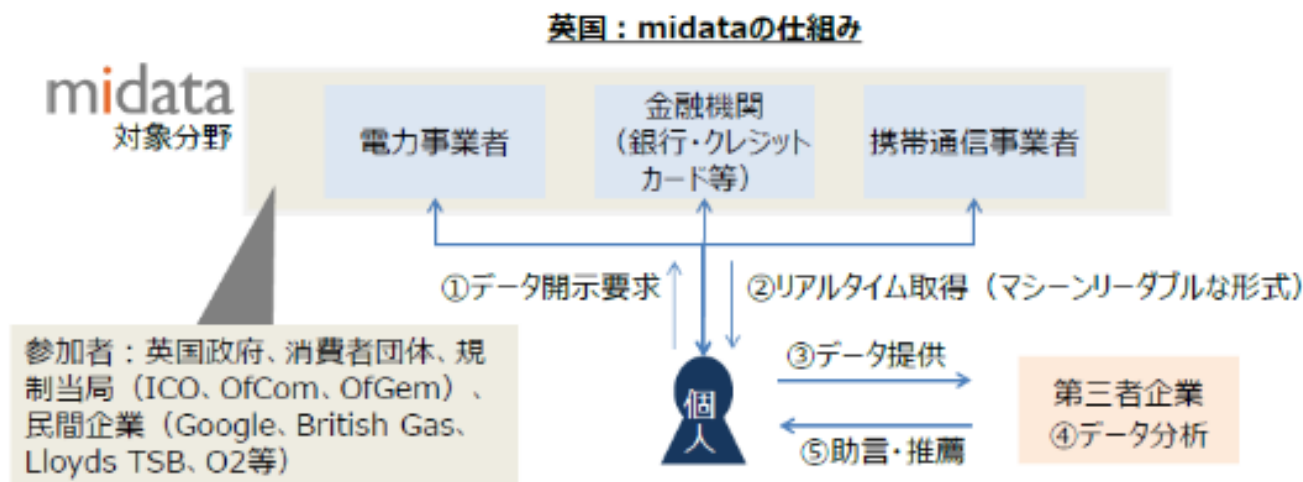 英国：midataの仕組み
midata
対象分野
電力事業者
金融機関
（銀行・クレジット
カード等）
携帯通信事業者
①データ開示要求
②リアルタイム取得（マシーンリーダブルな形式）
参加者：英国政府、消費者団体、規
制当局（ICO、OfCom、OfGem）、
民間企業（Google、British Gas、
Lloyds TSB、O2等）
個
人
③データ提供
⑤助言・推薦
第三者企業
④データ分析